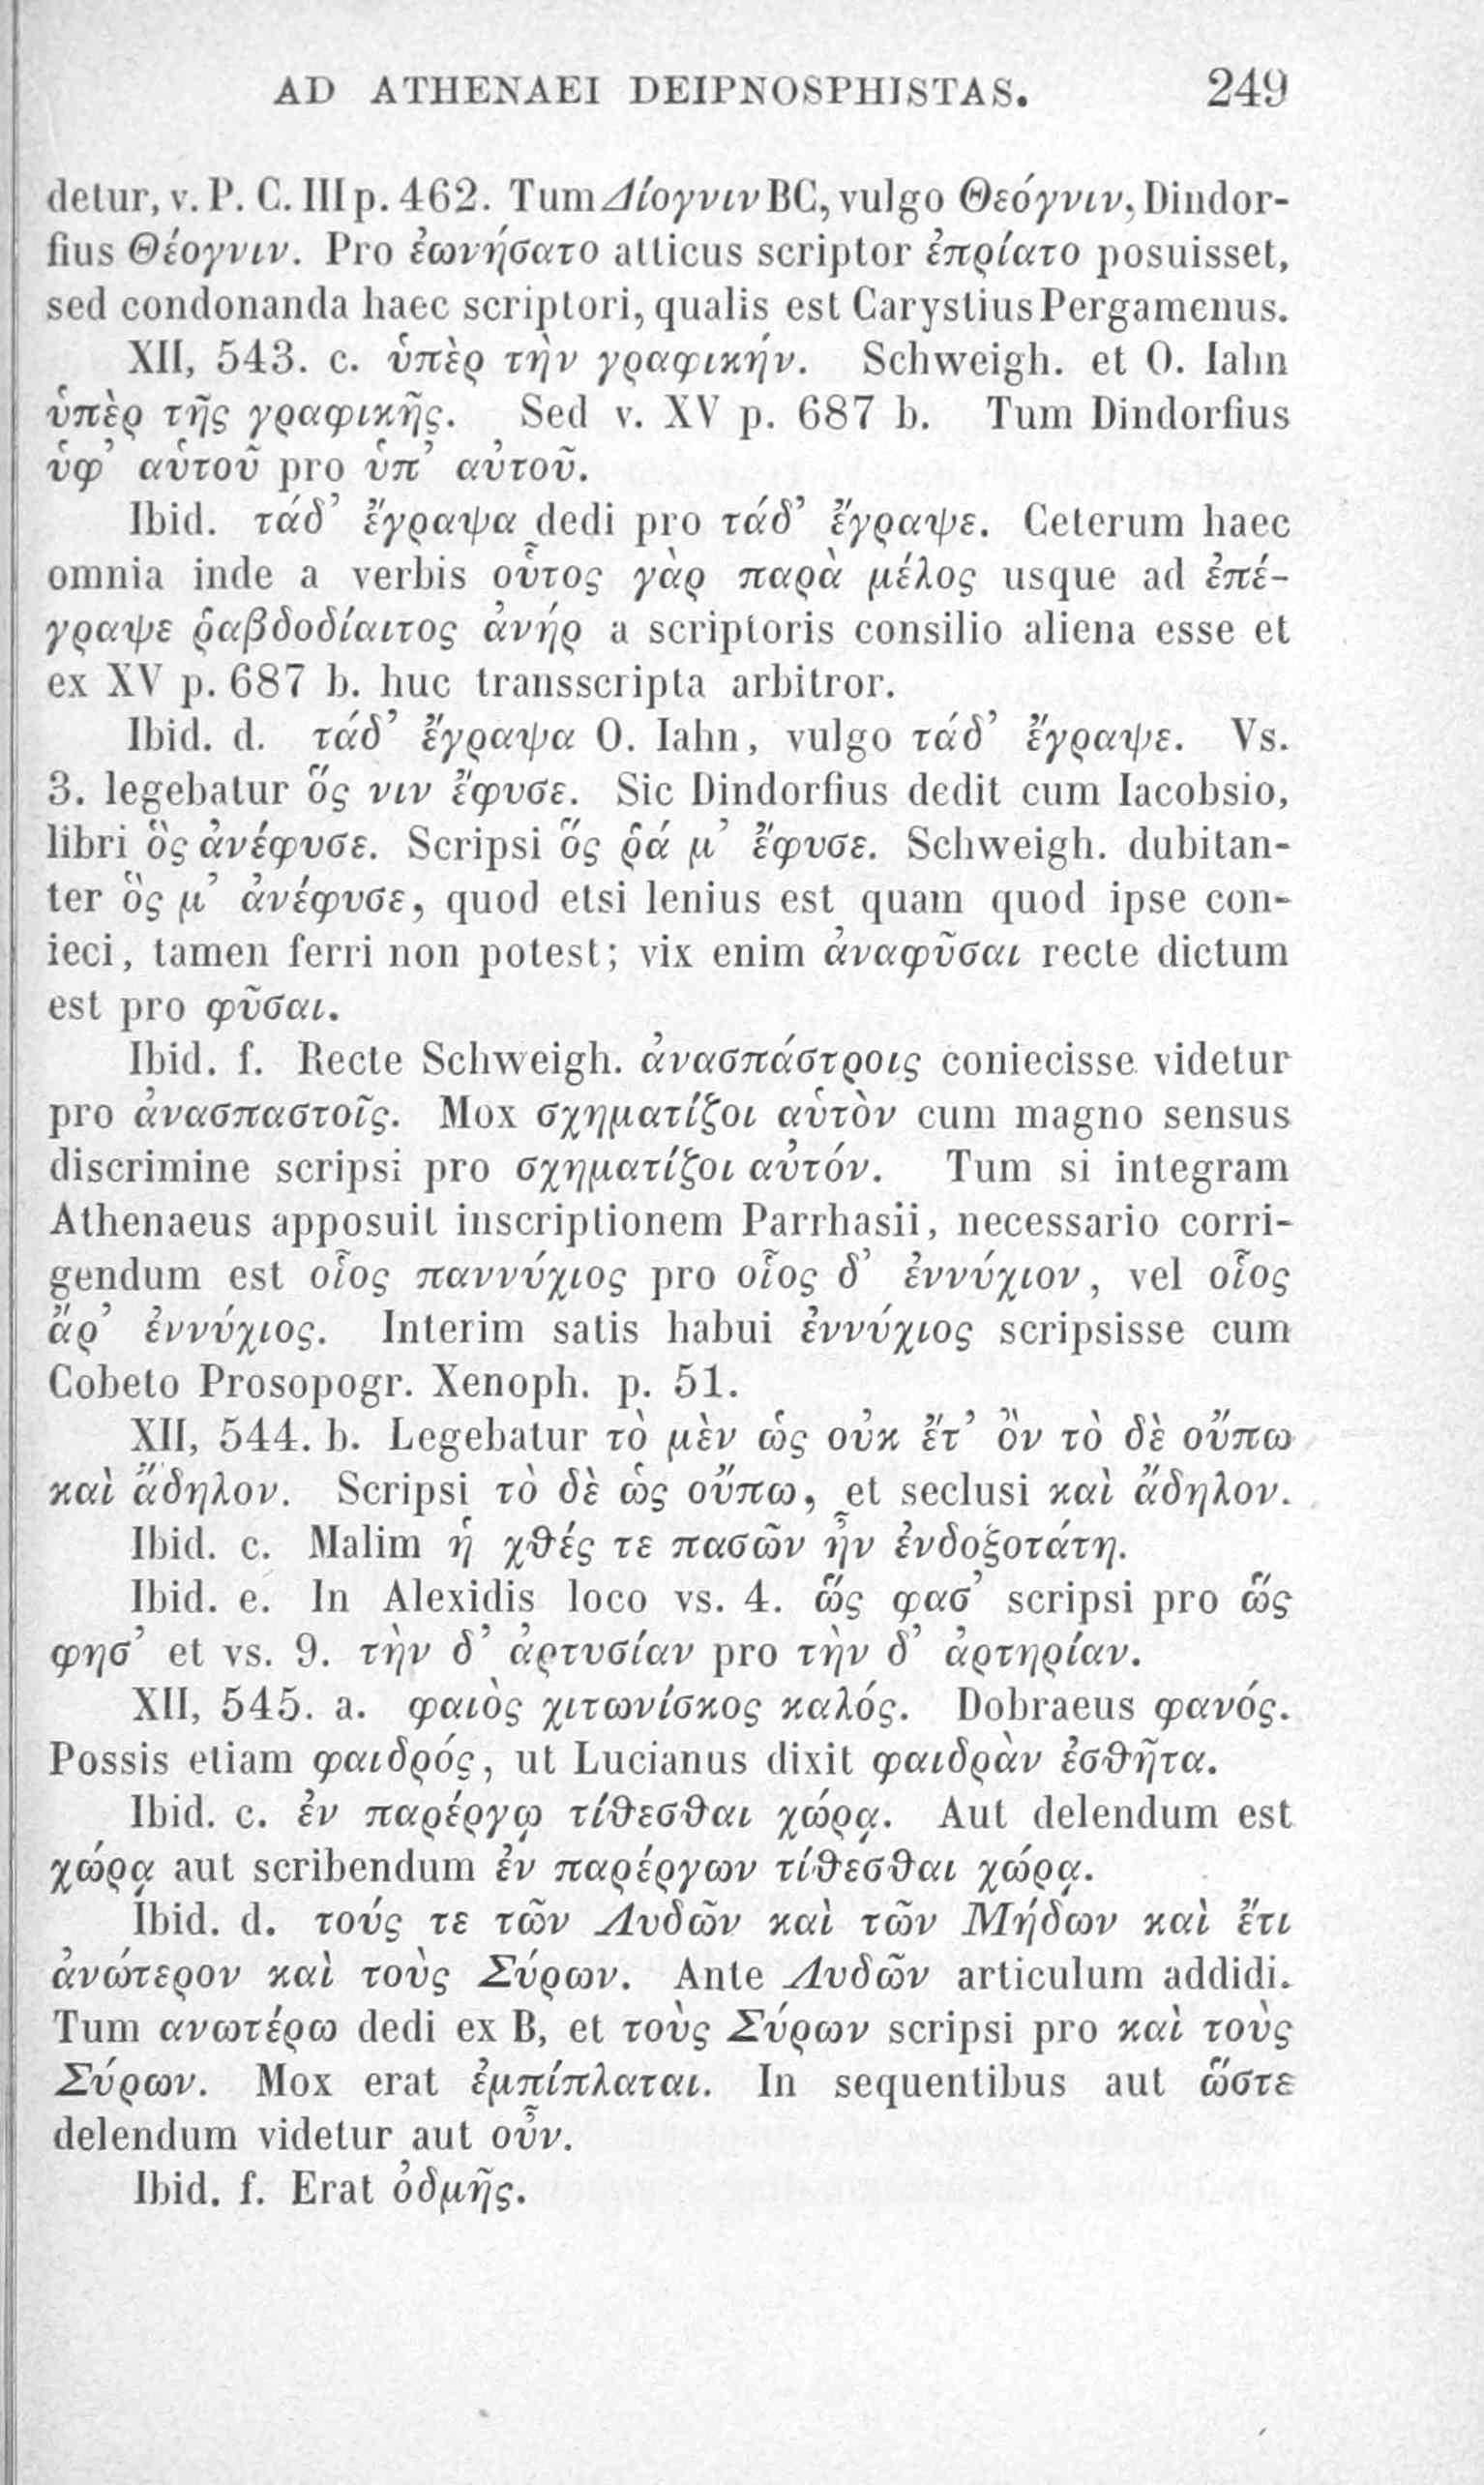 AD ATHENAEI DEIPNOSPHISTAS. 249
detur, v. P. C. III p. 462. Tum Δίογνιν BC, vulgo Θεόγνιν, Dindor-
fius Θέογνιν. Pro ἐωνήσατο atticus scriptor ἐπρίατο posuisset,
sed condonanda haec scriptori, qualis est Carystius Pergamenus.
XII, 543. c. ὑπὲρ τὴν γραφικήν. Schweigh. et O. Iahn
ὑπὲρ τῆς γραφικῆς. Sed v. XV p. 687 b. Tum Dindorfius
ὑφ’ αὑτοῦ pro ὑπ’ αὐτοῦ.
Ibid. τάδ’ ἔγραψα dedi pro τάδ’ ἔγραψε. Ceterum haec
omnia inde a verbis οὗτος γὰρ παρὰ μέλος usque ad ἐπέ-
γραψε ῥαβδοδίαιτος ἀνήρ a scriptoris consilio aliena esse et
ex XV p. 687 b. huc transscripta arbitror.
Ibid. d. τάδ’ ἔγραψα O. Iahn, vulgo τάδ’ ἔγραψε. Vs.
3. legebatur ὅς νιν ἔφυσε. Sic Dindorfius dedit cum Iacobsio,
libri ὃς ἀνέφυσε. Scripsi ὅς ῥά μ’ ἔφυσε. Schweigh. dubitan-
ter ὃς μ’ ἀνέφυσε, quod etsi lenius est quam quod ipse con-
ieci, tamen ferri non potest; vix enim ἀναφῦσαι recte dictum
est pro φῦσαι.
Ibid. f. Recte Schweigh. ἀνασπάστροις coniecisse videtur
pro ἀνασπαστοῖς. Mox σχηματίζοι αὑτὸν cum magno sensus
discrimine scripsi pro σχηματίζοι αὐτόν. Tum si integram
Athenaeus apposuit inscriptionem Parrhasii, necessario corri-
gendum est οἷος παννύχιος pro οἷος δ’ ἐννύχιον, vel οἷος
ἄρ’ ἐννύχιος. Interim satis habui ἐννύχιος scripsisse cum
Cobeto Prosopogr. Xenoph. p. 51.
XII, 544. b. Legebatur τὸ μὲν ὡς οὐκ ἔτ’ ὂν τὸ δὲ οὔπω
καὶ ἄδηλον. Scripsi τὸ δὲ ὡς οὔπω, et seclusi καὶ ἄδηλον.
Ibid. c. Malim ἡ χθές τε πασῶν ἦν ἐνδοξοτάτη.
Ibid. e. In Alexidis loco vs. 4. ὥς φασ’ scripsi pro ὥς
φησ’ et vs. 9. τὴν δ’ ἀρτυσίαν pro τὴν δ’ ἀρτηρίαν.
XII, 545. a. φαιὸς χιτωνίσκος καλός. Dobraeus φανός.
Possis etiam φαιδρός, ut Lucianus dixit φαιδρὰν ἐσθῆτα.
Ibid. c. ἐν παρέργῳ τίθεσθαι χώρᾳ. Aut delendum est
χώρᾳ aut scribendum ἐν παρέργων τίθεσθαι χώρᾳ.
Ibid. d. τούς τε τῶν Λυδῶν καὶ τῶν Μήδων καὶ ἔτι
ἀνώτερον καὶ τοὺς Σύρων. Ante Λυδῶν articulum addidi.
Tum ανωτέρω dedi ex B, et τοὺς Σύρων scripsi pro καὶ τοὺς
Σύρων. Mox erat ἐμπίπλαται. In sequentibus aut ὥστε
delendum videtur aut οὖν.
Ibid. f. Erat ὀδμῆς.